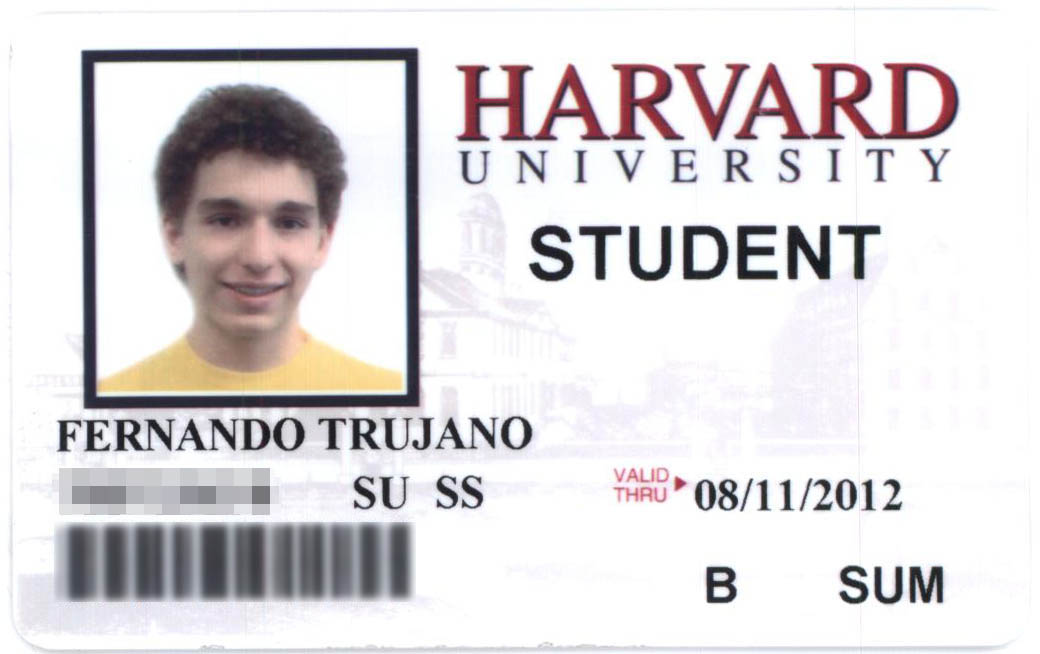 HARVARD
UNIVERSITY
STUDENT
FERNANDO TRUJANO
SU SS
VALID
THRU
08/11/2012
B SUM